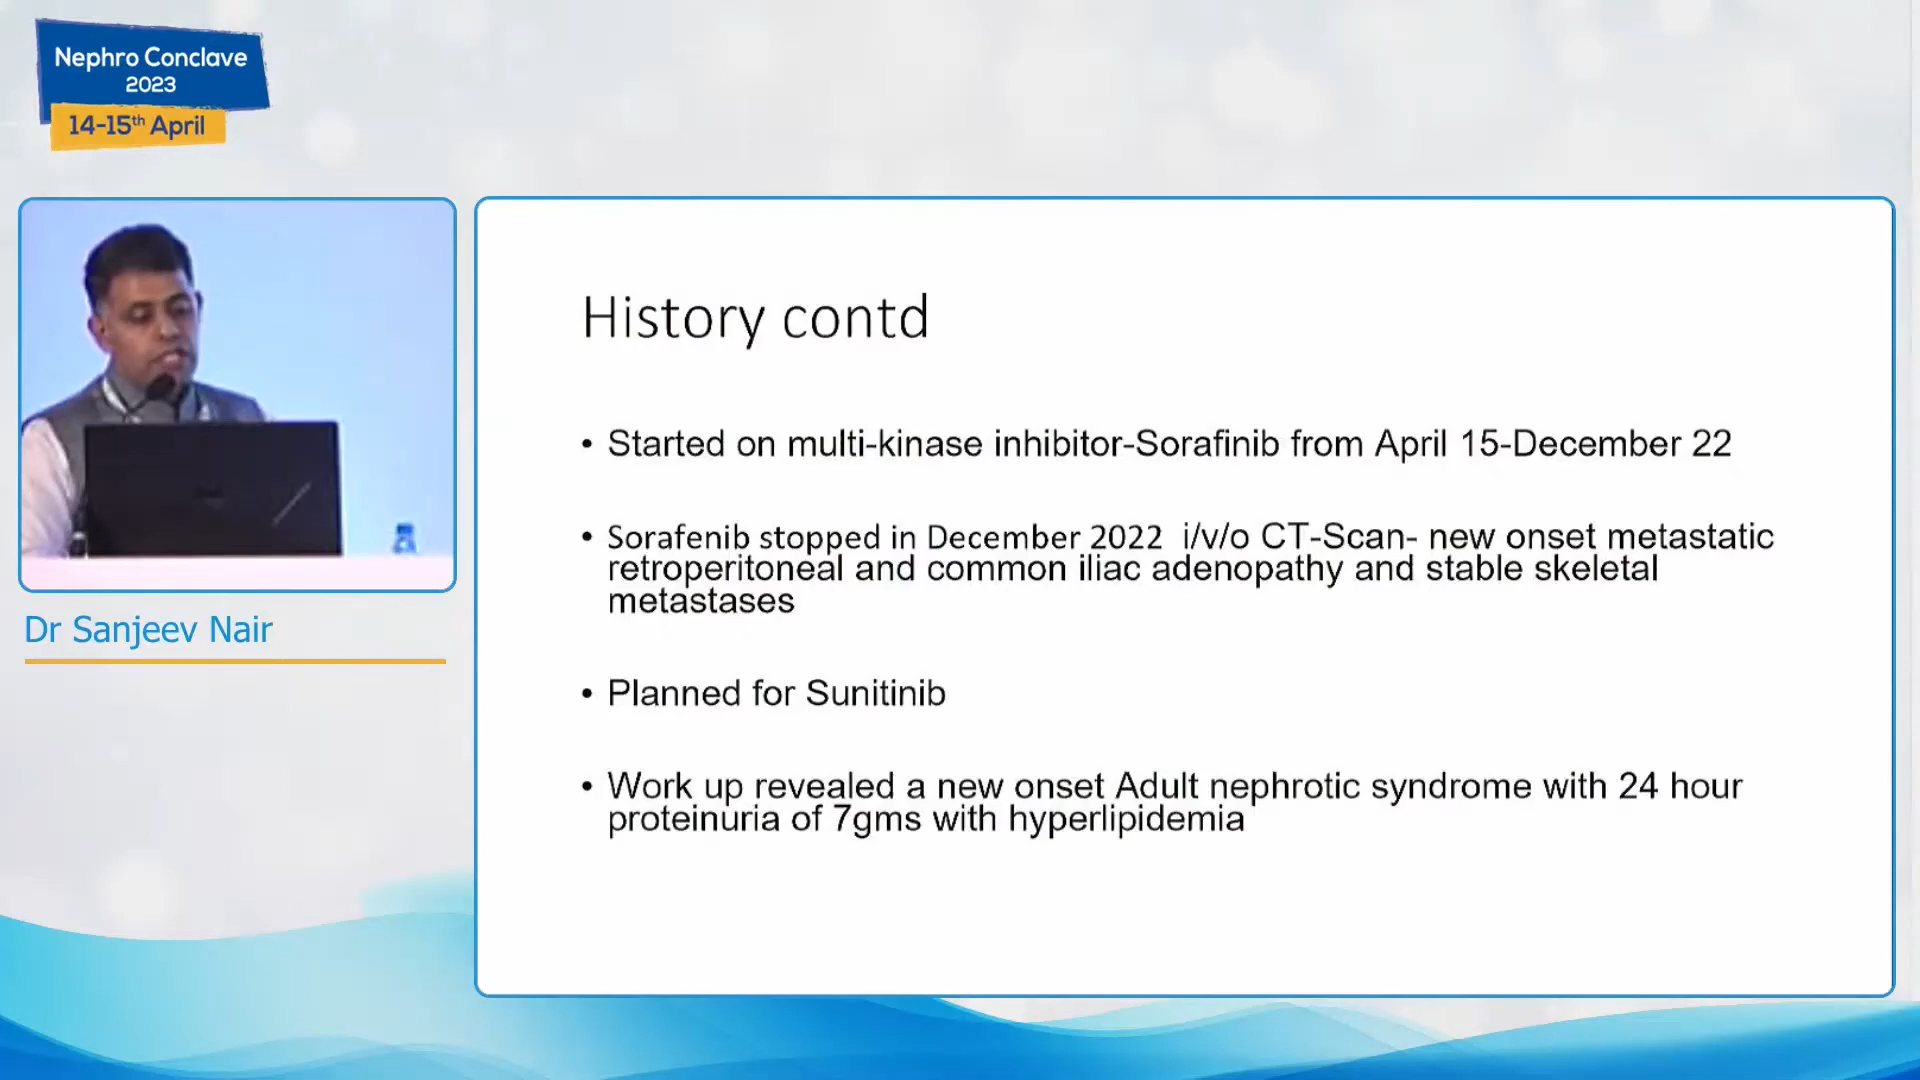 Nephro Conclave
2023
14-15th April
Dr Sanjeev Nair
History contd
• Started on multi-kinase inhibitor-Sorafinib from April 15-December 22
• Sorafenib stopped in December 2022 i/v/o CT-Scan- new onset metastatic
retroperitoneal and common iliac adenopathy and stable skeletal
metastases
• Planned for Sunitinib
• Work up revealed a new onset Adult nephrotic syndrome with 24 hour
proteinuria of 7gms with hyperlipidemia